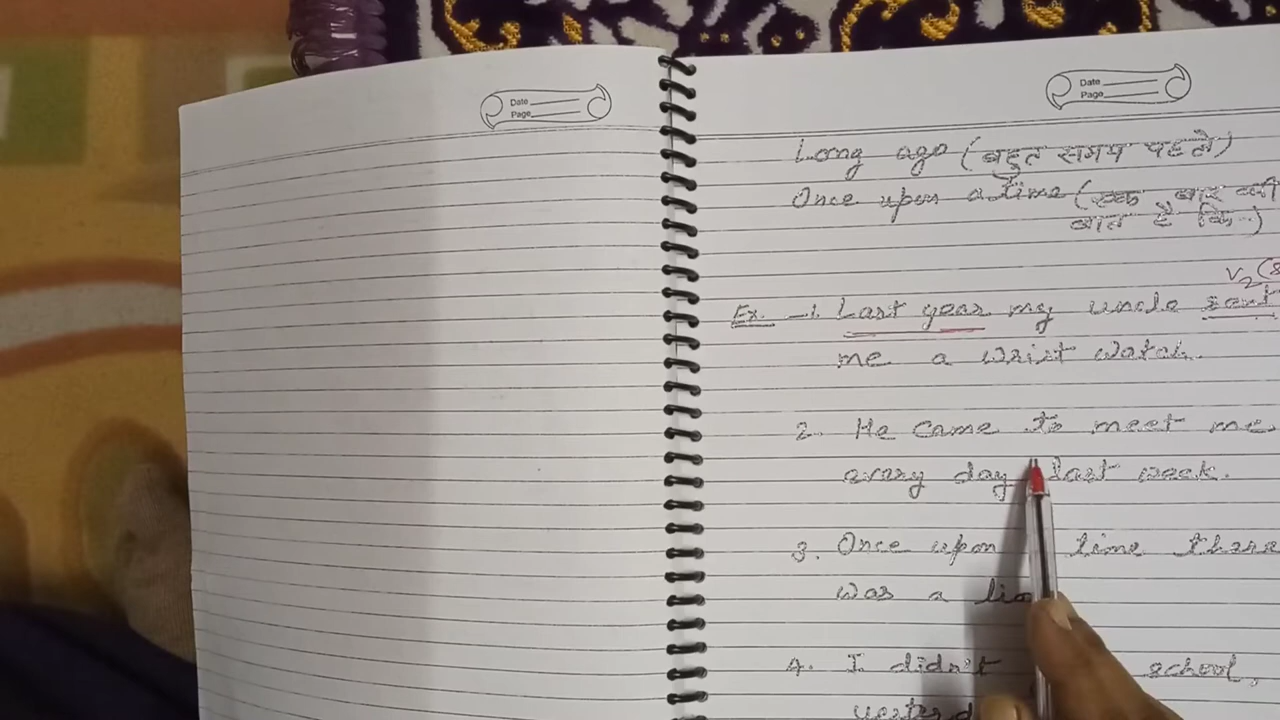 Date
Page
Date
Page
Long ago (बहुत समय पहले)
Once upon a time (एक बार की
बात है कि-)
V2 (
Ex. -1. Last year my uncle sent
me a wrist watch.
2. He came to meet me
every day last week.
3. Once upon time there
was a
4. I didn't school,